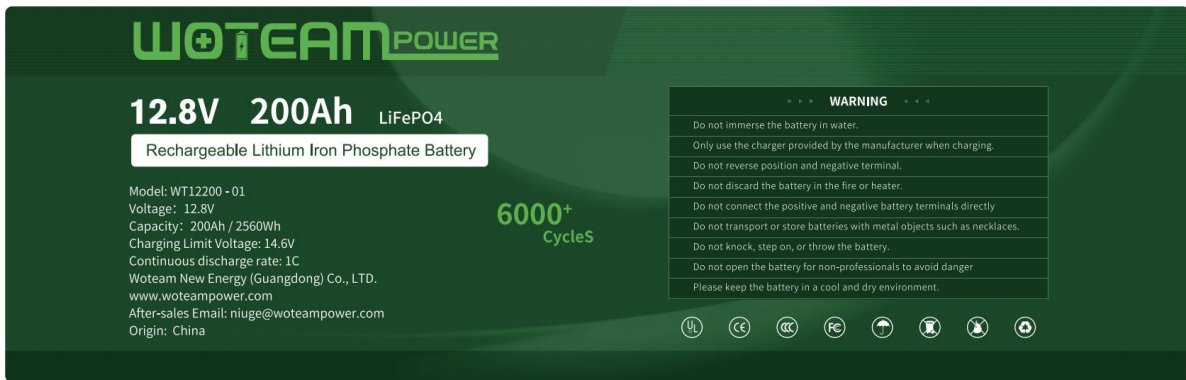 WOTEAM POWER
12.8V 200Ah LiFePO4
Rechargeable Lithium Iron Phosphate Battery
Model: WT12200 - 01
Voltage: 12.8V
Capacity: 200Ah / 2560Wh
Charging Limit Voltage: 14.6V
Continuous discharge rate: 1C
Woteam New Energy (Guangdong) Co., LTD.
www.woteampower.com
After-sales Email: niuge@woteampower.com
Origin: China
6000+
CycleS
WARNING
Do not immerse the battery in water.
Only use the charger provided by the manufacturer when charging.
Do not reverse position and negative terminal.
Do not discard the battery in the fire or heater.
Do not connect the positive and negative battery terminals directly
Do not transport or store batteries with metal objects such as necklaces.
Do not knock, step on, or throw the battery.
Do not open the battery for non-professionals to avoid danger
Please keep the battery in a cool and dry environment.
UL CE CCC FC